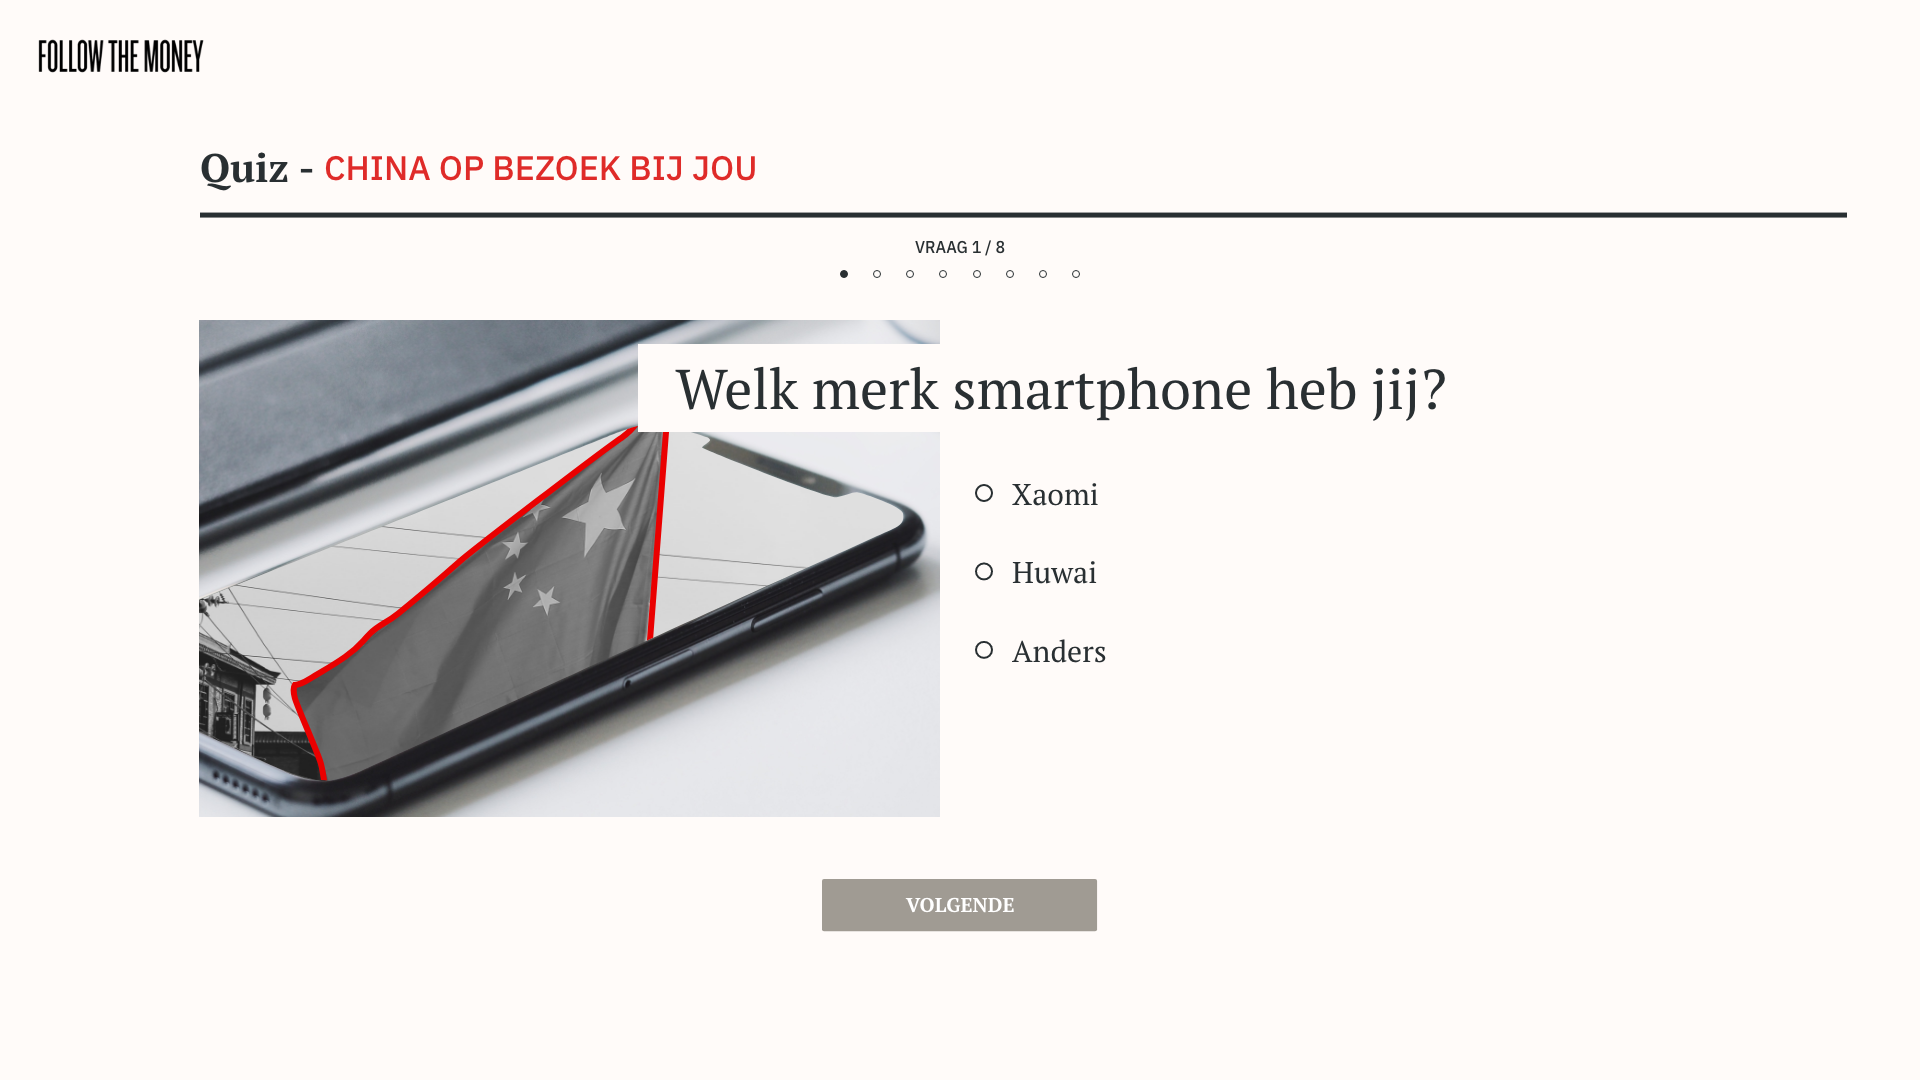 FOLLOW THE MONEY
Quiz - CHINA OP BEZOEK BIJ JOU
VRAAG 1 / 8
Welk merk smartphone heb jij?
Xaomi
Huwai
Anders
VOLGENDE